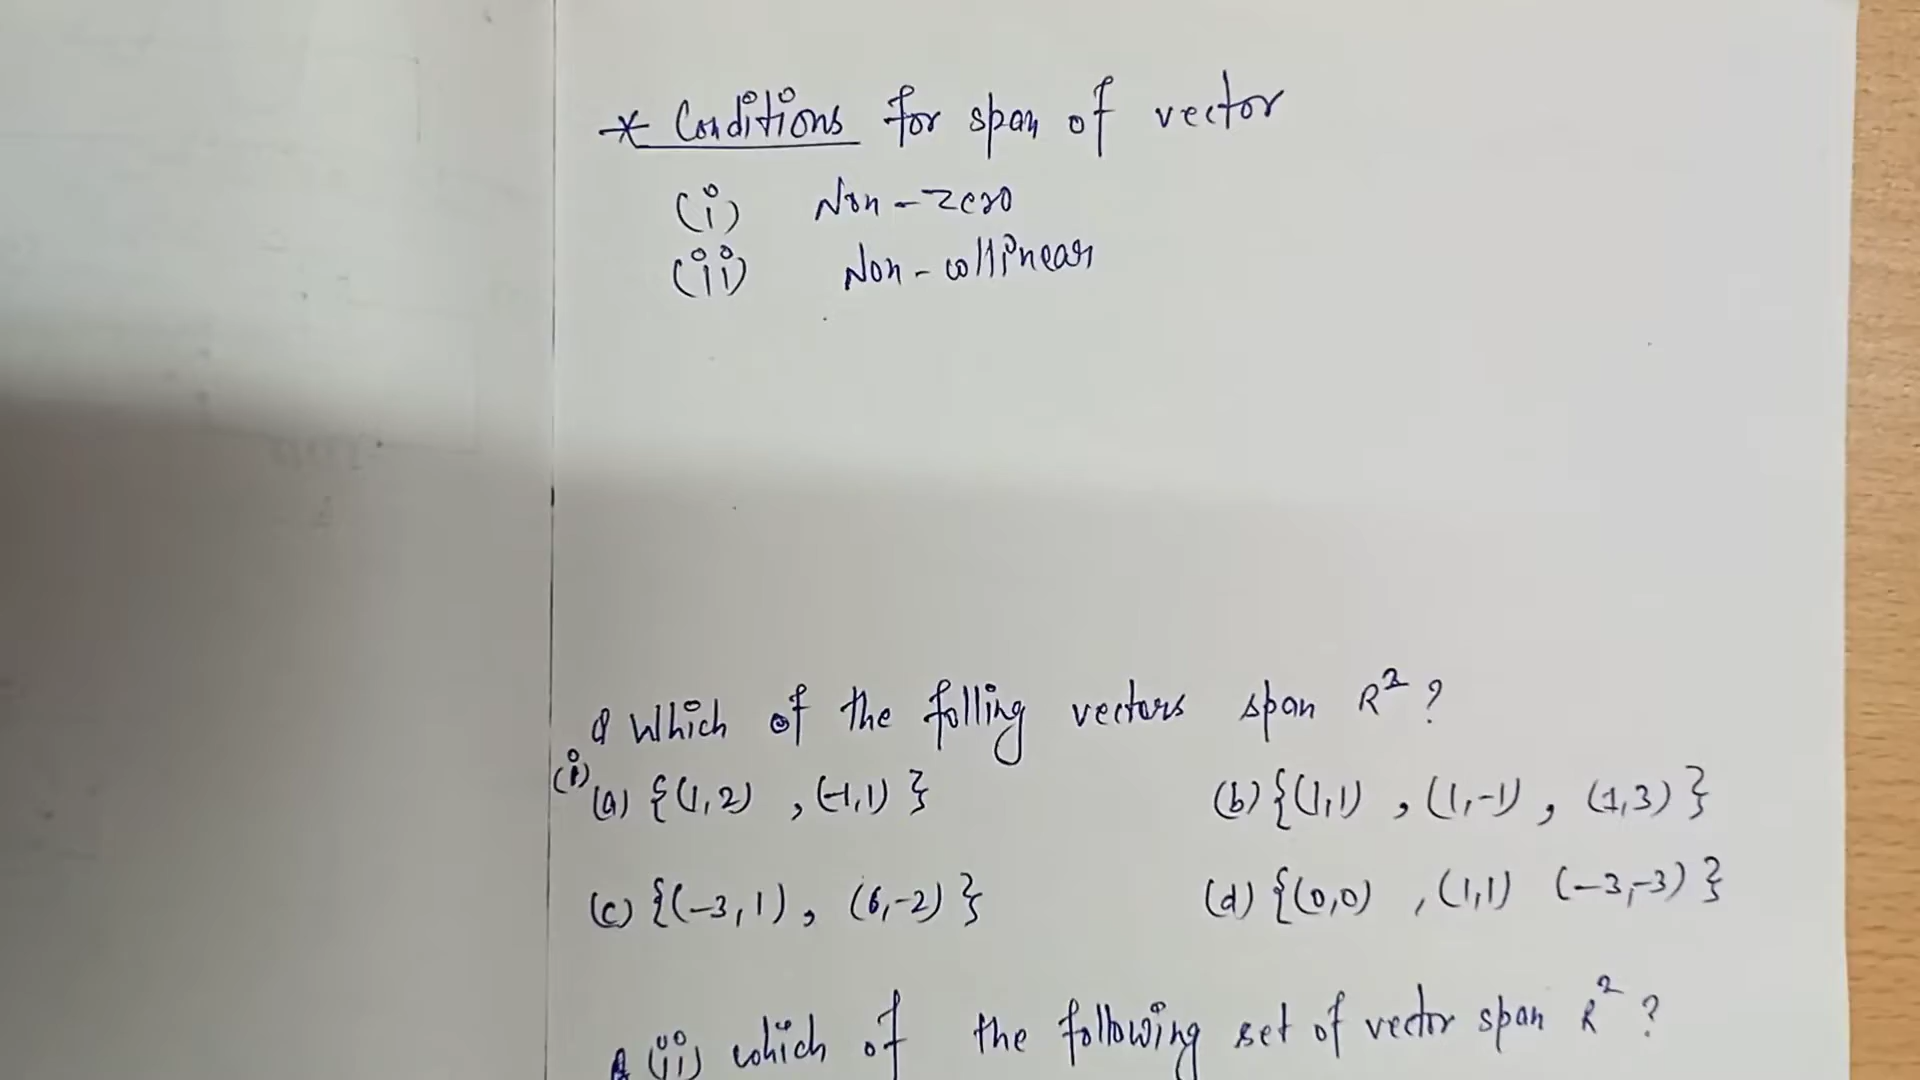 * Conditions for span of vector
(i) Non-zero
(ii) Non-collinear
Q Which of the folling vectors span R² ?
(i) (a) {(1,2) , (-1,1) } (b) {(1,1) , (1,-1) , (1,3) }
(c) {(-3,1) , (6,-2) } (d) {(0,0) , (1,1) (-3,-3) }
Q (ii) which of the following set of vector span R² ?